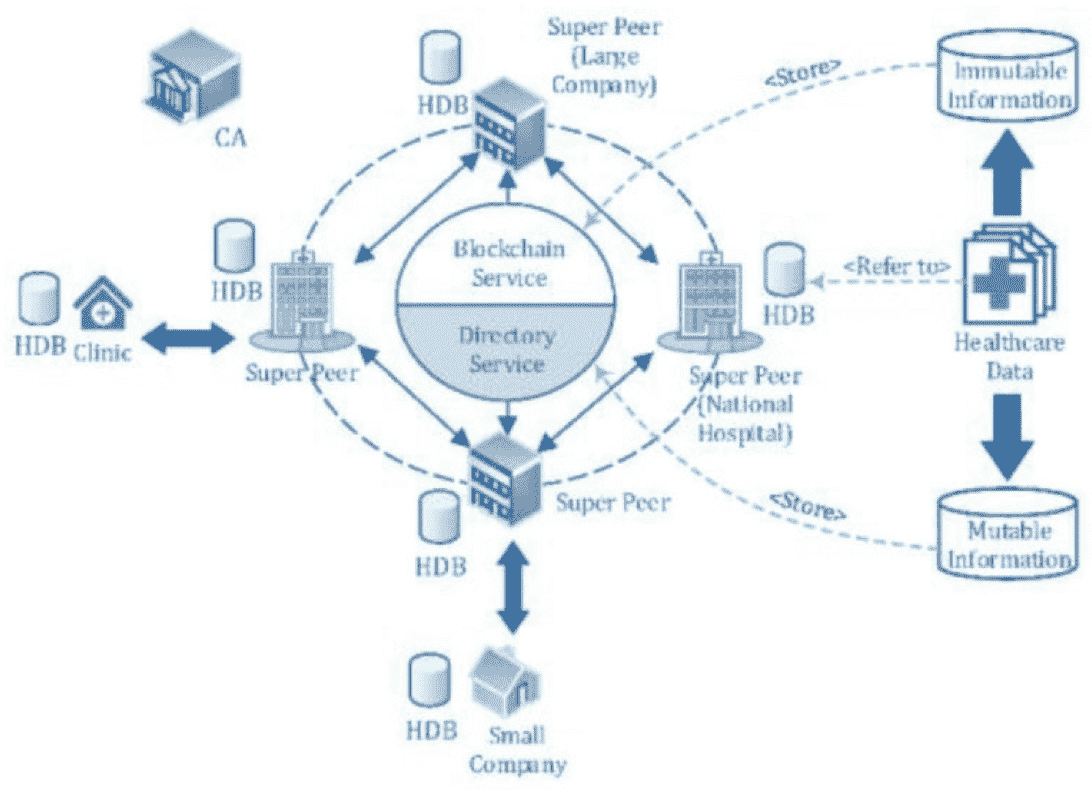 CA
HDB
Super Peer
(Large
Company)
<Store>
Immutable
Information
HDB
Blockchain
Service
Directory
Service
HDB
<Refer to>
Healthcare
Data
HDB
Clinic
Super Peer
Super Peer
(National
Hospital)
HDB
Super Peer
<Store>
Mutable
Information
HDB
Small
Company